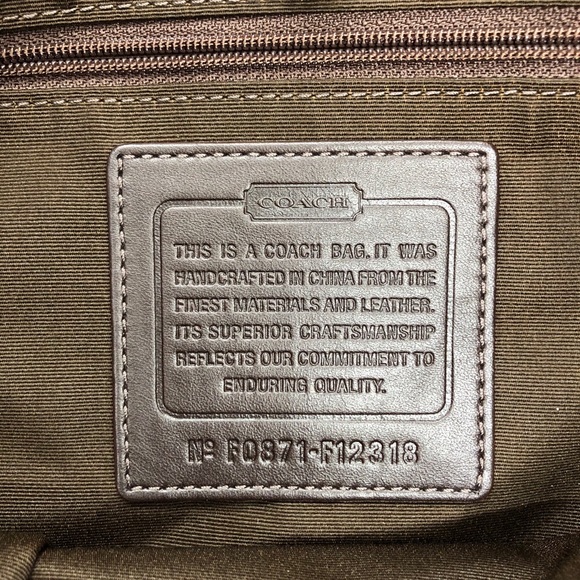 COACH
THIS IS A COACH BAG. IT WAS
HANDCRAFTED IN CHINA FROM THE
FINEST MATERIALS AND LEATHER.
ITS SUPERIOR CRAFTSMANSHIP
REFLECTS OUR COMMITMENT TO
ENDURING QUALITY.
Nº F0871-F12318